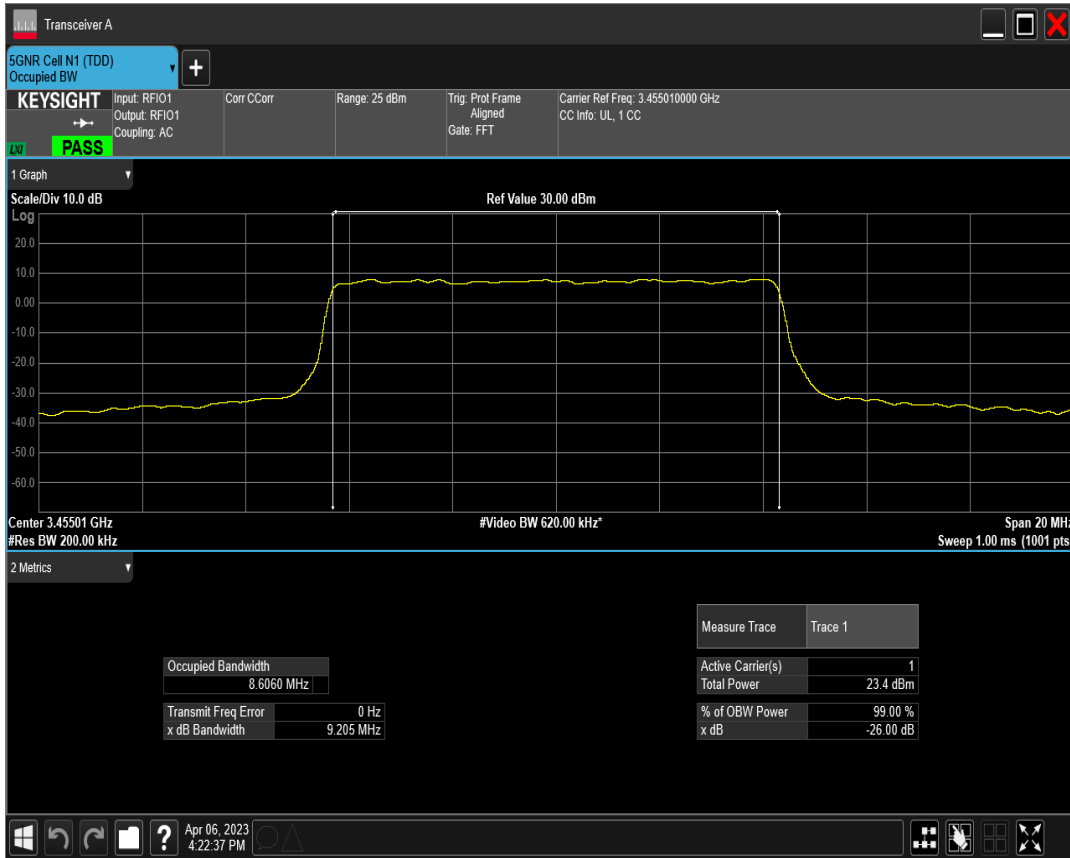 Transceiver A
5GNR Cell N1 (TDD)
Occupied BW
+
KEYSIGHT
LXI
PASS
Input: RFIO1
Output: RFIO1
Coupling: AC
Corr CCorr
Range: 25 dBm
Trig: Prot Frame
Aligned
Gate: FFT
Carrier Ref Freq: 3.455010000 GHz
CC Info: UL, 1 CC
1 Graph
Scale/Div 10.0 dB
Ref Value 30.00 dBm
Log
20.0
10.0
0.00
-10.0
-20.0
-30.0
-40.0
-50.0
-60.0
Center 3.45501 GHz
#Video BW 620.00 kHz*
Span 20 MHz
#Res BW 200.00 kHz
Sweep 1.00 ms (1001 pts
2 Metrics
Measure Trace Trace 1
Occupied Bandwidth
8.6060 MHz
Transmit Freq Error 0 Hz
x dB Bandwidth 9.205 MHz
Active Carrier(s) 1
Total Power 23.4 dBm
% of OBW Power 99.00 %
x dB -26.00 dB
?
Apr 06, 2023
4:22:37 PM